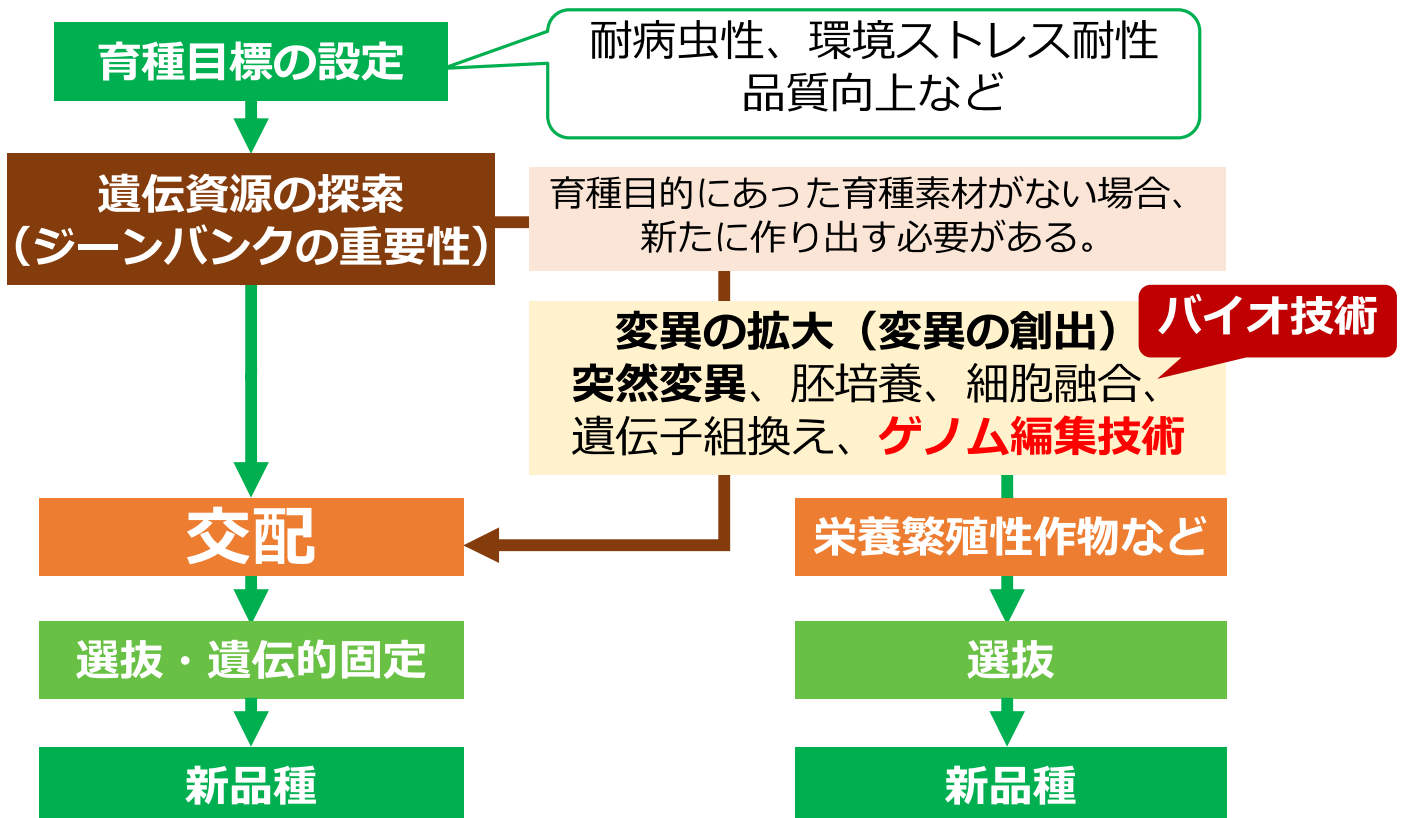 育種目標の設定
耐病虫性、環境ストレス耐性
品質向上など
遺伝資源の探索
（ジーンバンクの重要性）
育種目的にあった育種素材がない場合、
新たに作り出す必要がある。
バイオ技術
変異の拡大（変異の創出）
突然変異、胚培養、細胞融合、
遺伝子組換え、ゲノム編集技術
交配
栄養繁殖性作物など
選抜・遺伝的固定
選抜
新品種
新品種